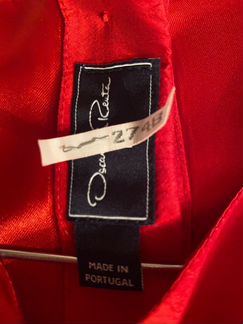 Oscar de la Renta
2743
MADE IN
PORTUGAL